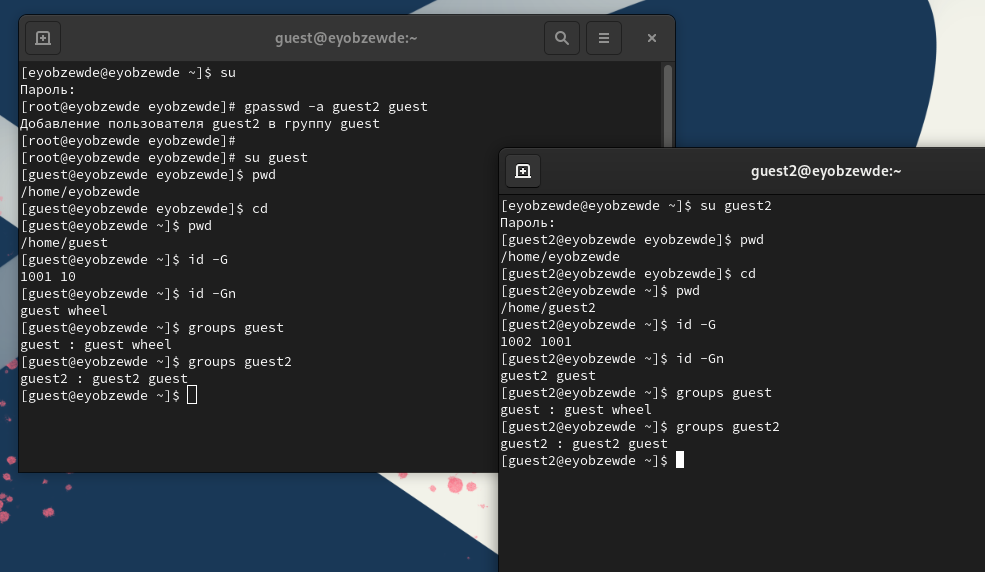 guest@eyobzewde:~
[eyobzewde@eyobzewde ~]$ su
Пароль:
[root@eyobzewde eyobzewde]# gpasswd -a guest2 guest
Добавление пользователя guest2 в группу guest
[root@eyobzewde eyobzewde]#
[root@eyobzewde eyobzewde]# su guest
[guest@eyobzewde eyobzewde]$ pwd
/home/eyobzewde
[guest@eyobzewde eyobzewde]$ cd
[guest@eyobzewde ~]$ pwd
/home/guest
[guest@eyobzewde ~]$ id -G
1001 10
[guest@eyobzewde ~]$ id -Gn
guest wheel
[guest@eyobzewde ~]$ groups guest
guest : guest wheel
[guest@eyobzewde ~]$ groups guest2
guest2 : guest2 guest
[guest@eyobzewde ~]$
guest2@eyobzewde:~
[eyobzewde@eyobzewde ~]$ su guest2
Пароль:
[guest2@eyobzewde eyobzewde]$ pwd
/home/eyobzewde
[guest2@eyobzewde eyobzewde]$ cd
[guest2@eyobzewde ~]$ pwd
/home/guest2
[guest2@eyobzewde ~]$ id -G
1002 1001
[guest2@eyobzewde ~]$ id -Gn
guest2 guest
[guest2@eyobzewde ~]$ groups guest
guest : guest wheel
[guest2@eyobzewde ~]$ groups guest2
guest2 : guest2 guest
[guest2@eyobzewde ~]$